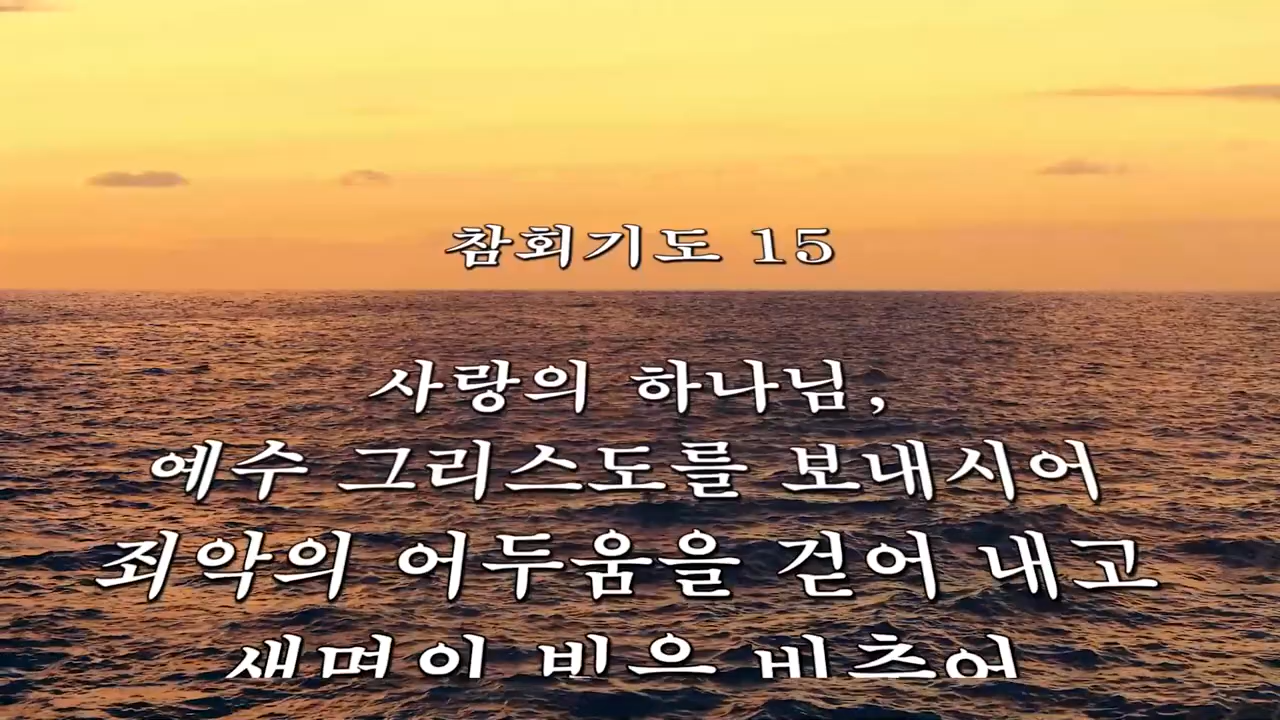 참회기도 15
사랑의 하나님,
예수 그리스도를 보내시어
죄악의 어두움을 걷어 내고